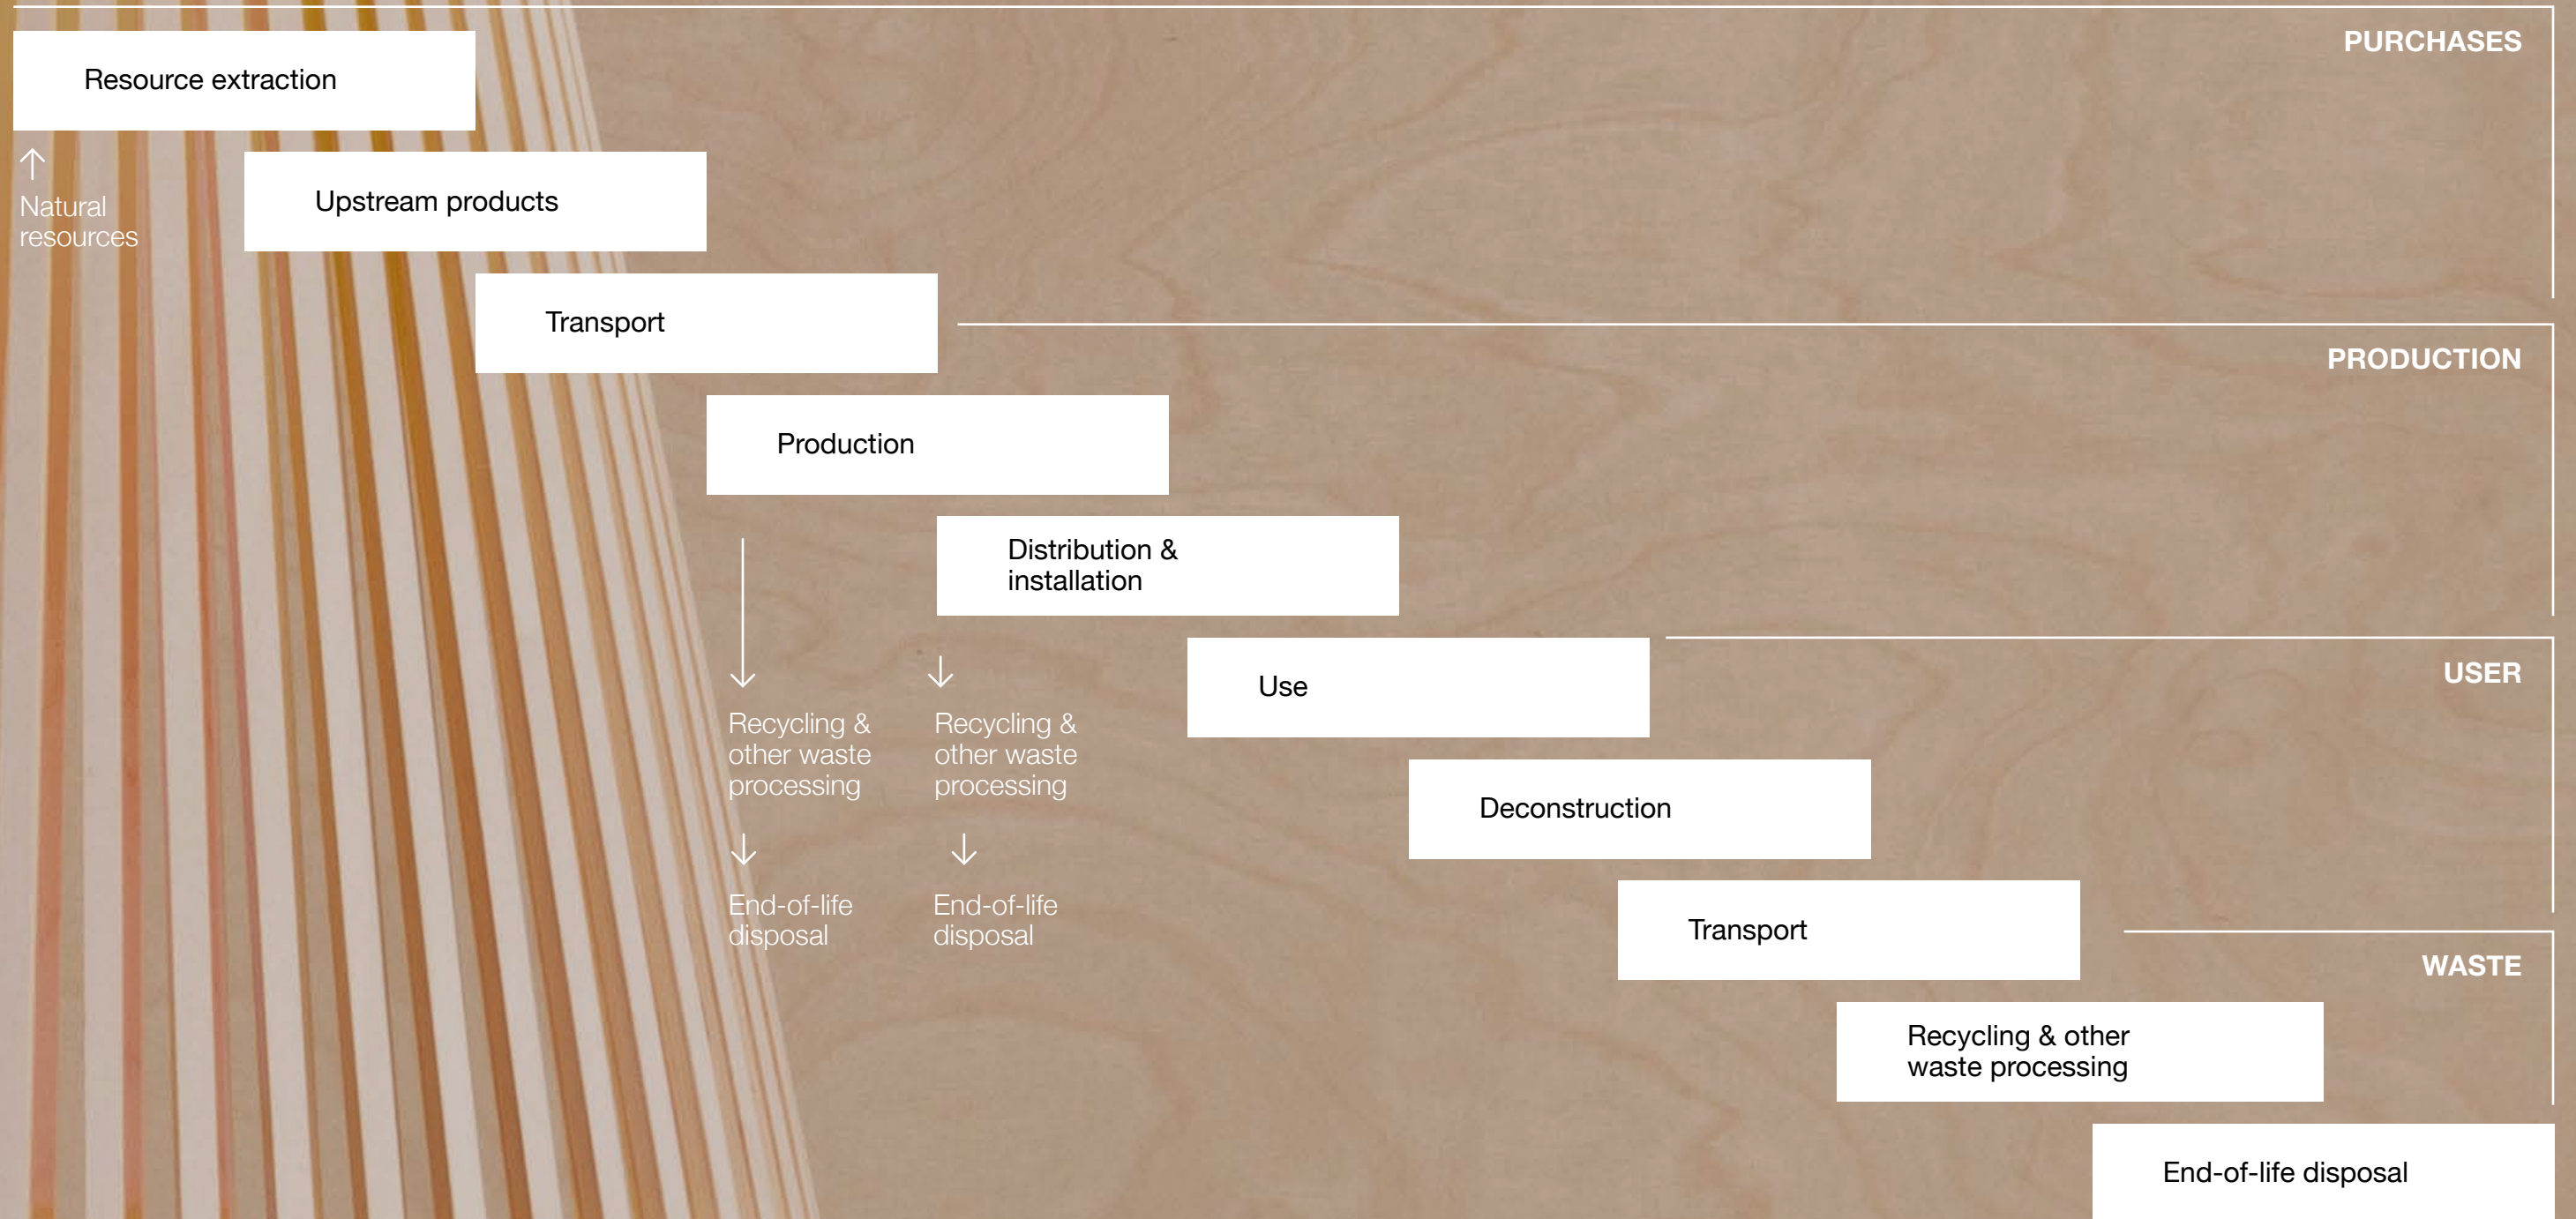 PURCHASES
Resource extraction
Natural
resources
Upstream products
Transport
PRODUCTION
Production
Distribution &
installation
USER
Use
Recycling &
other waste
processing
Recycling &
other waste
processing
Deconstruction
End-of-life
disposal
End-of-life
disposal
Transport
WASTE
Recycling & other
waste processing
End-of-life disposal